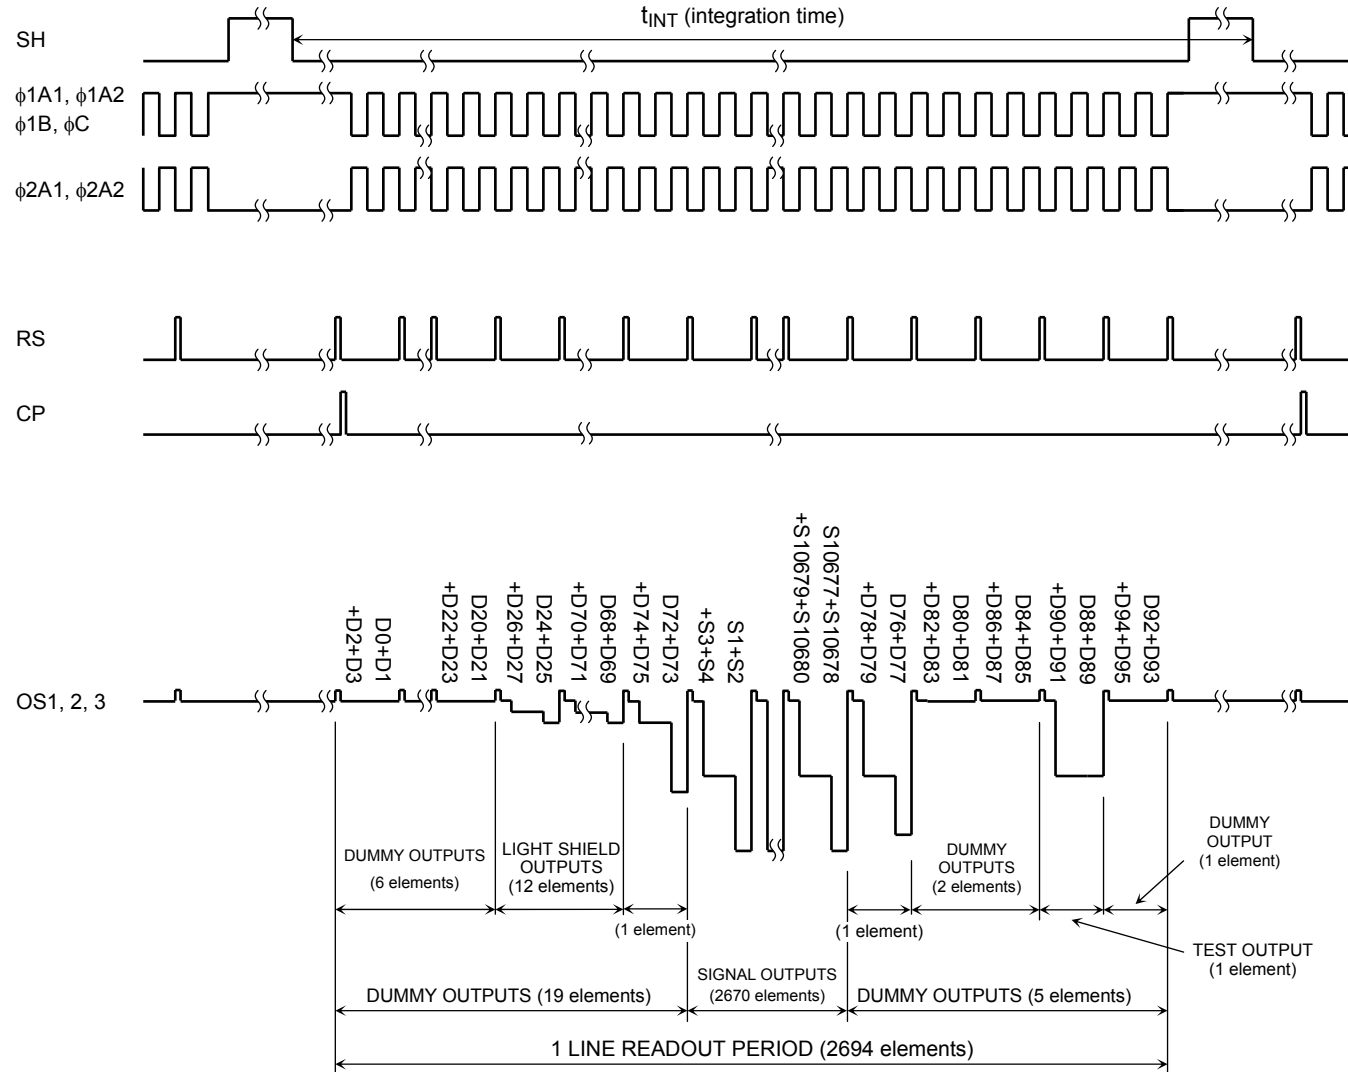 tINT (integration time)
SH
ϕ1A1, ϕ1A2
ϕ1B, ϕC
ϕ2A1, ϕ2A2
RS
CP
D0+D1
+D2+D3
D20+D21
+D22+D23
D24+D25
+D26+D27
D68+D69
+D70+D71
D72+D73
+D74+D75
S1+S2
+S3+S4
S10677+S10678
+S10679+S10680
D76+D77
+D78+D79
D80+D81
+D82+D83
D84+D85
+D86+D87
D88+D89
+D90+D91
D92+D93
+D94+D95
OS1, 2, 3
DUMMY OUTPUTS
(6 elements)
LIGHT SHIELD
OUTPUTS
(12 elements)
(1 element)
(1 element)
DUMMY
OUTPUTS
(2 elements)
DUMMY
OUTPUT
(1 element)
TEST OUTPUT
(1 element)
DUMMY OUTPUTS (19 elements)
SIGNAL OUTPUTS
(2670 elements)
DUMMY OUTPUTS (5 elements)
1 LINE READOUT PERIOD (2694 elements)